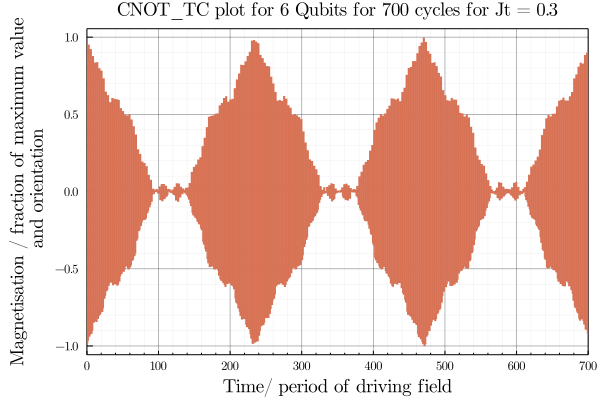 CNOT_TC plot for 6 Qubits for 700 cycles for Jt = 0.3
Magnetisation / fraction of maximum value
and orientation
1.0
0.5
0.0
−0.5
−1.0
0 100 200 300 400 500 600 700
Time/ period of driving field